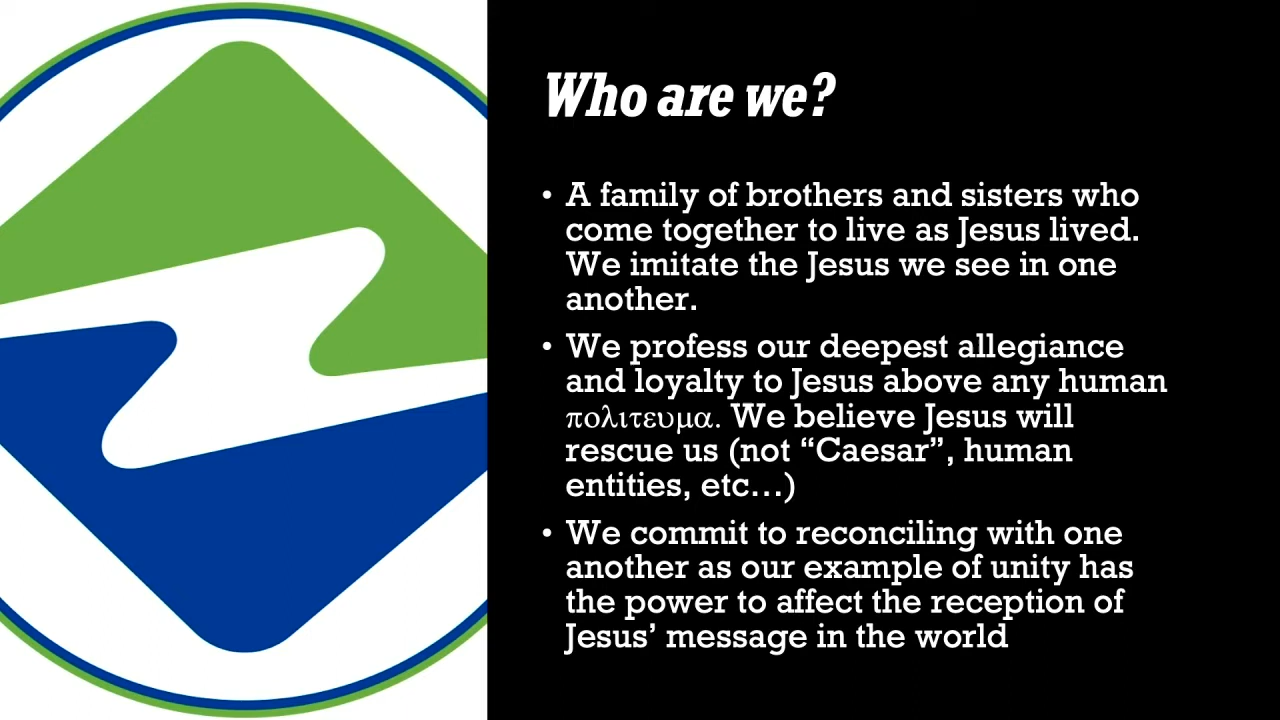 Who are we?
• A family of brothers and sisters who
come together to live as Jesus lived.
We imitate the Jesus we see in one
another.
• We profess our deepest allegiance
and loyalty to Jesus above any human
πολιτευμα. We believe Jesus will
rescue us (not “Caesar”, human
entities, etc…)
• We commit to reconciling with one
another as our example of unity has
the power to affect the reception of
Jesus’ message in the world